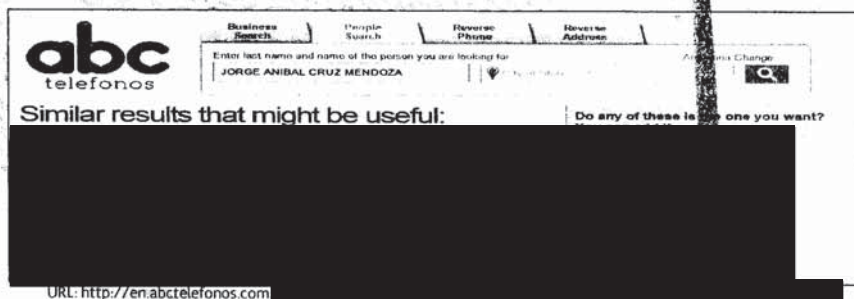 Business Search
People Search
Reverse Phone
Reverse Address
abc
telefonos
Enter last name and name of the person you are looking for
Change
JORGE ANIBAL CRUZ MENDOZA
Similar results that might be useful:
Do any of these is the one you want?
URL: http://en.abctelefonos.com